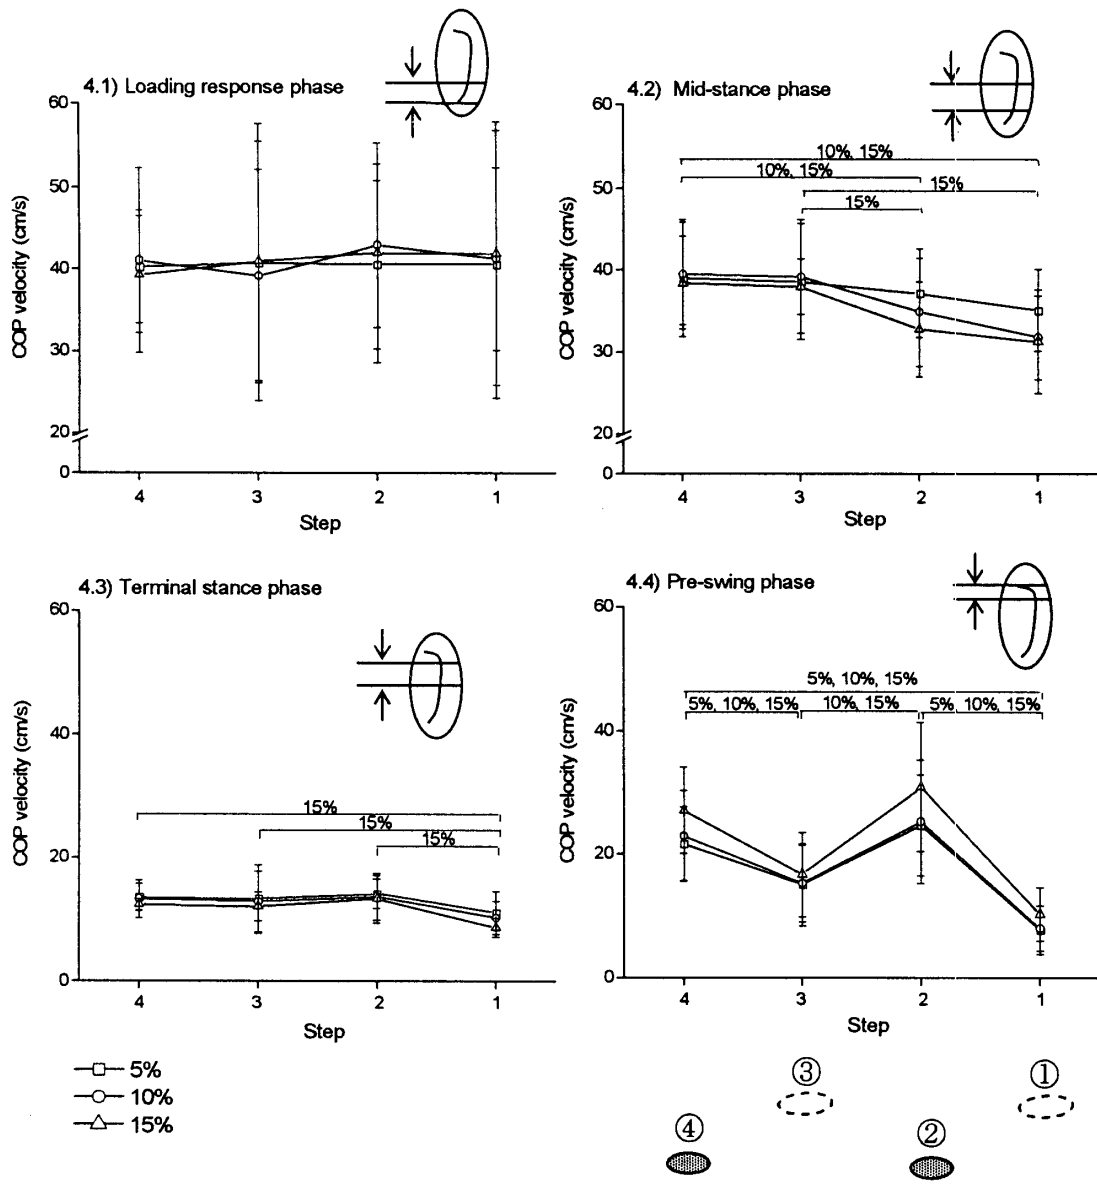 4.1) Loading response phase
60
50
40
30
20
0
COP velocity (cm/s)
4 3 2 1
Step
4.2) Mid-stance phase
60
50
40
30
20
0
COP velocity (cm/s)
10%, 15%
10%, 15%
15%
15%
4 3 2 1
Step
4.3) Terminal stance phase
60
40
20
0
COP velocity (cm/s)
15%
15%
15%
4 3 2 1
Step
4.4) Pre-swing phase
60
40
20
0
COP velocity (cm/s)
5%, 10%, 15%
5%, 10%, 15% 10%, 15% 5%, 10%, 15%
4 3 2 1
Step
5%
10%
15%
③ ①
④ ②